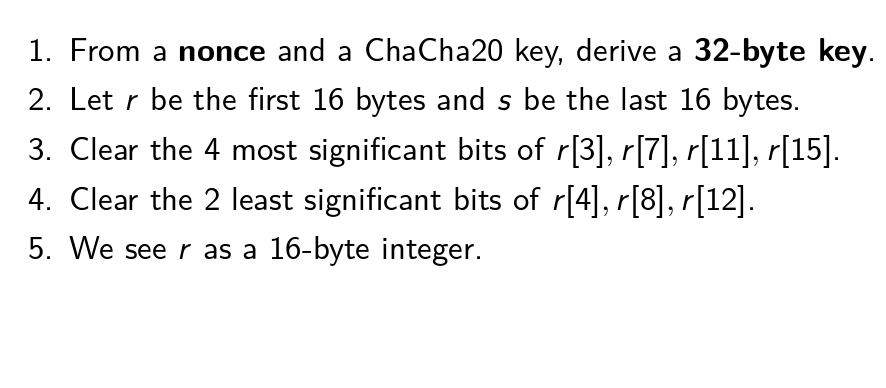 1. From a nonce and a ChaCha20 key, derive a 32-byte key.
2. Let r be the first 16 bytes and s be the last 16 bytes.
3. Clear the 4 most significant bits of r[3], r[7], r[11], r[15].
4. Clear the 2 least significant bits of r[4], r[8], r[12].
5. We see r as a 16-byte integer.